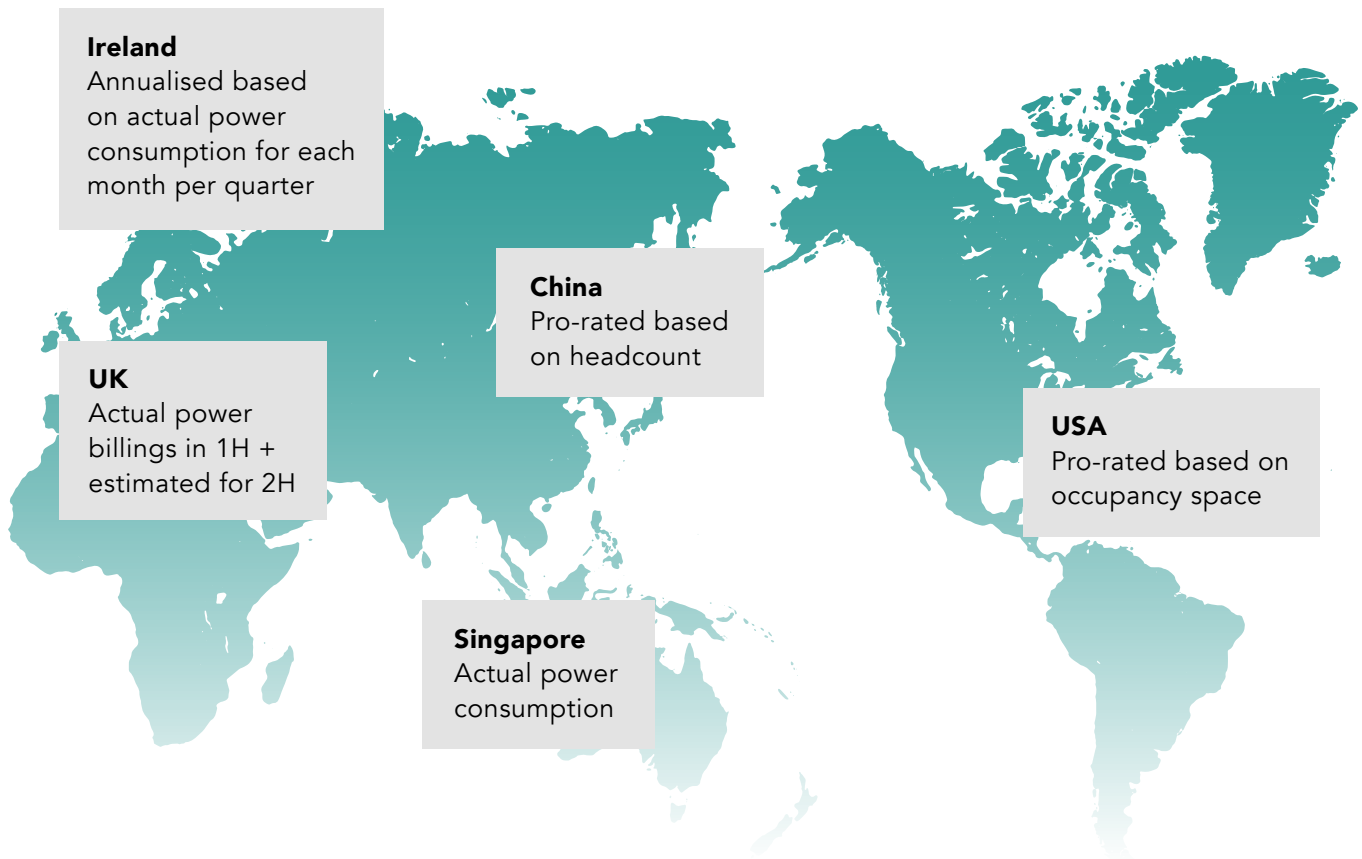 Ireland
Annualised based
on actual power
consumption for each
month per quarter
China
Pro-rated based
on headcount
UK
Actual power
billings in 1H +
estimated for 2H
USA
Pro-rated based on
occupancy space
Singapore
Actual power
consumption